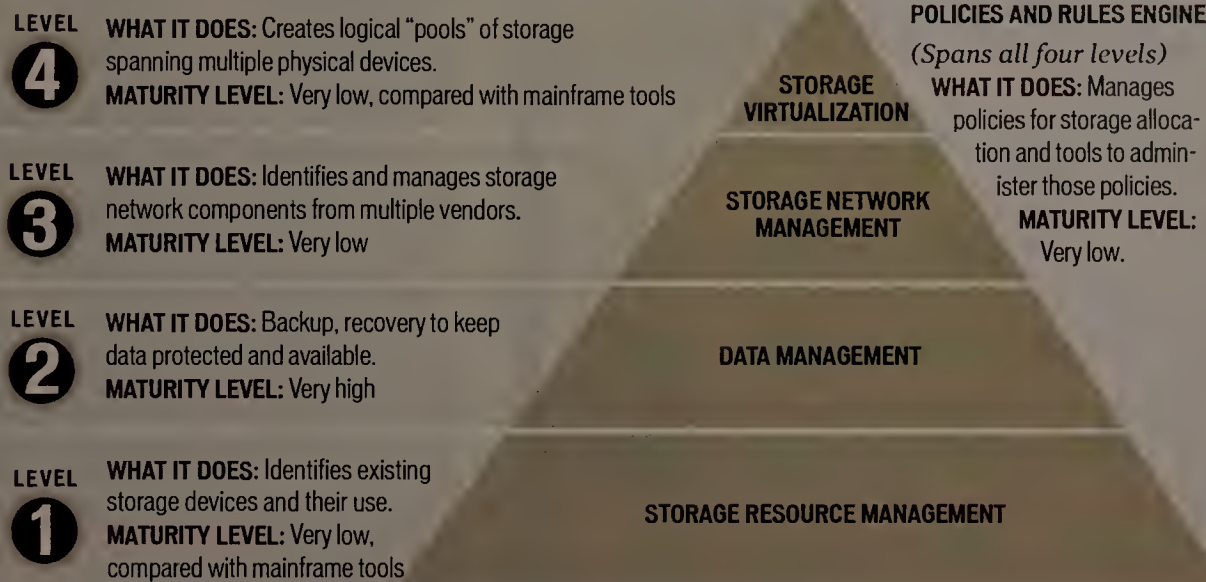 LEVEL
4
WHAT IT DOES: Creates logical “pools” of storage
spanning multiple physical devices.
MATURITY LEVEL: Very low, compared with mainframe tools
STORAGE
VIRTUALIZATION
POLICIES AND RULES ENGINE
(Spans all four levels)
WHAT IT DOES: Manages
policies for storage alloca-
tion and tools to admin-
ister those policies.
MATURITY LEVEL:
Very low.
LEVEL
3
WHAT IT DOES: Identifies and manages storage
network components from multiple vendors.
MATURITY LEVEL: Very low
STORAGE NETWORK
MANAGEMENT
LEVEL
2
WHAT IT DOES: Backup, recovery to keep
data protected and available.
MATURITY LEVEL: Very high
DATA MANAGEMENT
LEVEL
1
WHAT IT DOES: Identifies existing
storage devices and their use.
MATURITY LEVEL: Very low,
compared with mainframe tools
STORAGE RESOURCE MANAGEMENT